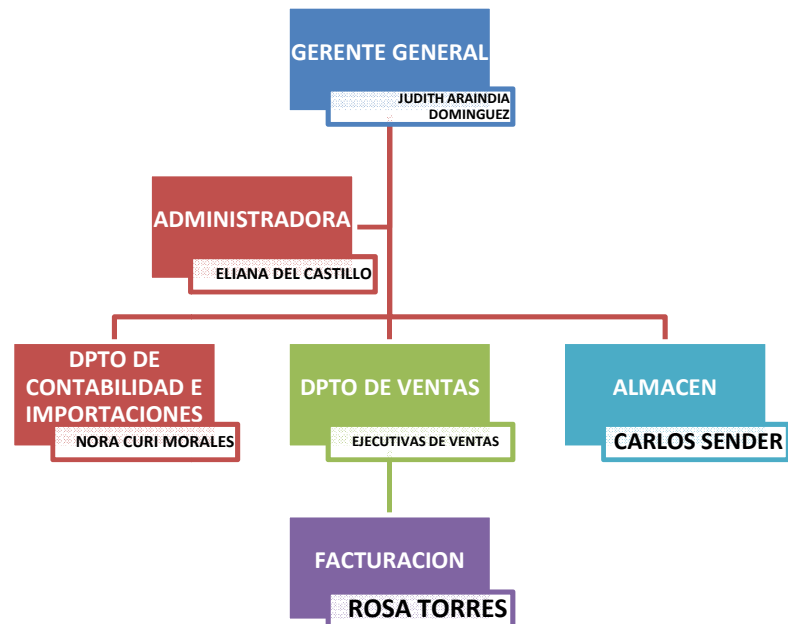 GERENTE GENERAL
JUDITH ARAINDIA
DOMINGUEZ
ADMINISTRADORA
ELIANA DEL CASTILLO
DPTO DE
CONTABILIDAD E
IMPORTACIONES
NORA CURI MORALES
DPTO DE VENTAS
EJECUTIVAS DE VENTAS
ALMACEN
CARLOS SENDER
FACTURACION
ROSA TORRES